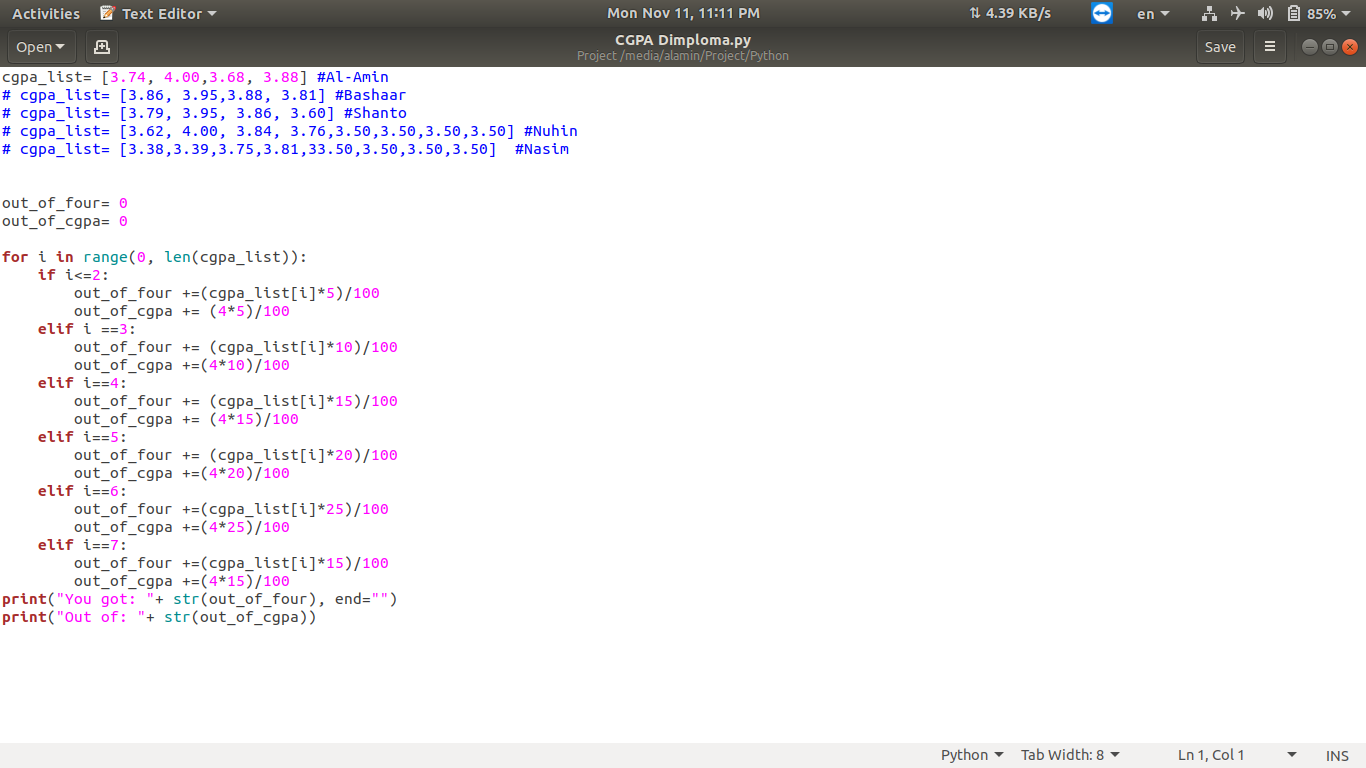 Activities Text Editor Mon Nov 11, 11:11 PM 4.39 KB/s en 85%
Open CGPA Dimploma.py Save
Project /media/alamin/Project/Python
cgpa_list= [3.74, 4.00,3.68, 3.88] #Al-Amin
# cgpa_list= [3.86, 3.95,3.88, 3.81] #Bashaar
# cgpa_list= [3.79, 3.95, 3.86, 3.60] #Shanto
# cgpa_list= [3.62, 4.00, 3.84, 3.76,3.50,3.50,3.50,3.50] #Nuhin
# cgpa_list= [3.38,3.39,3.75,3.81,33.50,3.50,3.50,3.50]  #Nasim
out_of_four= 0
out_of_cgpa= 0
for i in range(0, len(cgpa_list)):
    if i<=2:
        out_of_four +=(cgpa_list[i]*5)/100
        out_of_cgpa += (4*5)/100
    elif i ==3:
        out_of_four += (cgpa_list[i]*10)/100
        out_of_cgpa +=(4*10)/100
    elif i==4:
        out_of_four += (cgpa_list[i]*15)/100
        out_of_cgpa += (4*15)/100
    elif i==5:
        out_of_four += (cgpa_list[i]*20)/100
        out_of_cgpa +=(4*20)/100
    elif i==6:
        out_of_four +=(cgpa_list[i]*25)/100
        out_of_cgpa +=(4*25)/100
    elif i==7:
        out_of_four +=(cgpa_list[i]*15)/100
        out_of_cgpa +=(4*15)/100
print("You got: "+ str(out_of_four), end="")
print("Out of: "+ str(out_of_cgpa))
Python Tab Width: 8 Ln 1, Col 1 INS